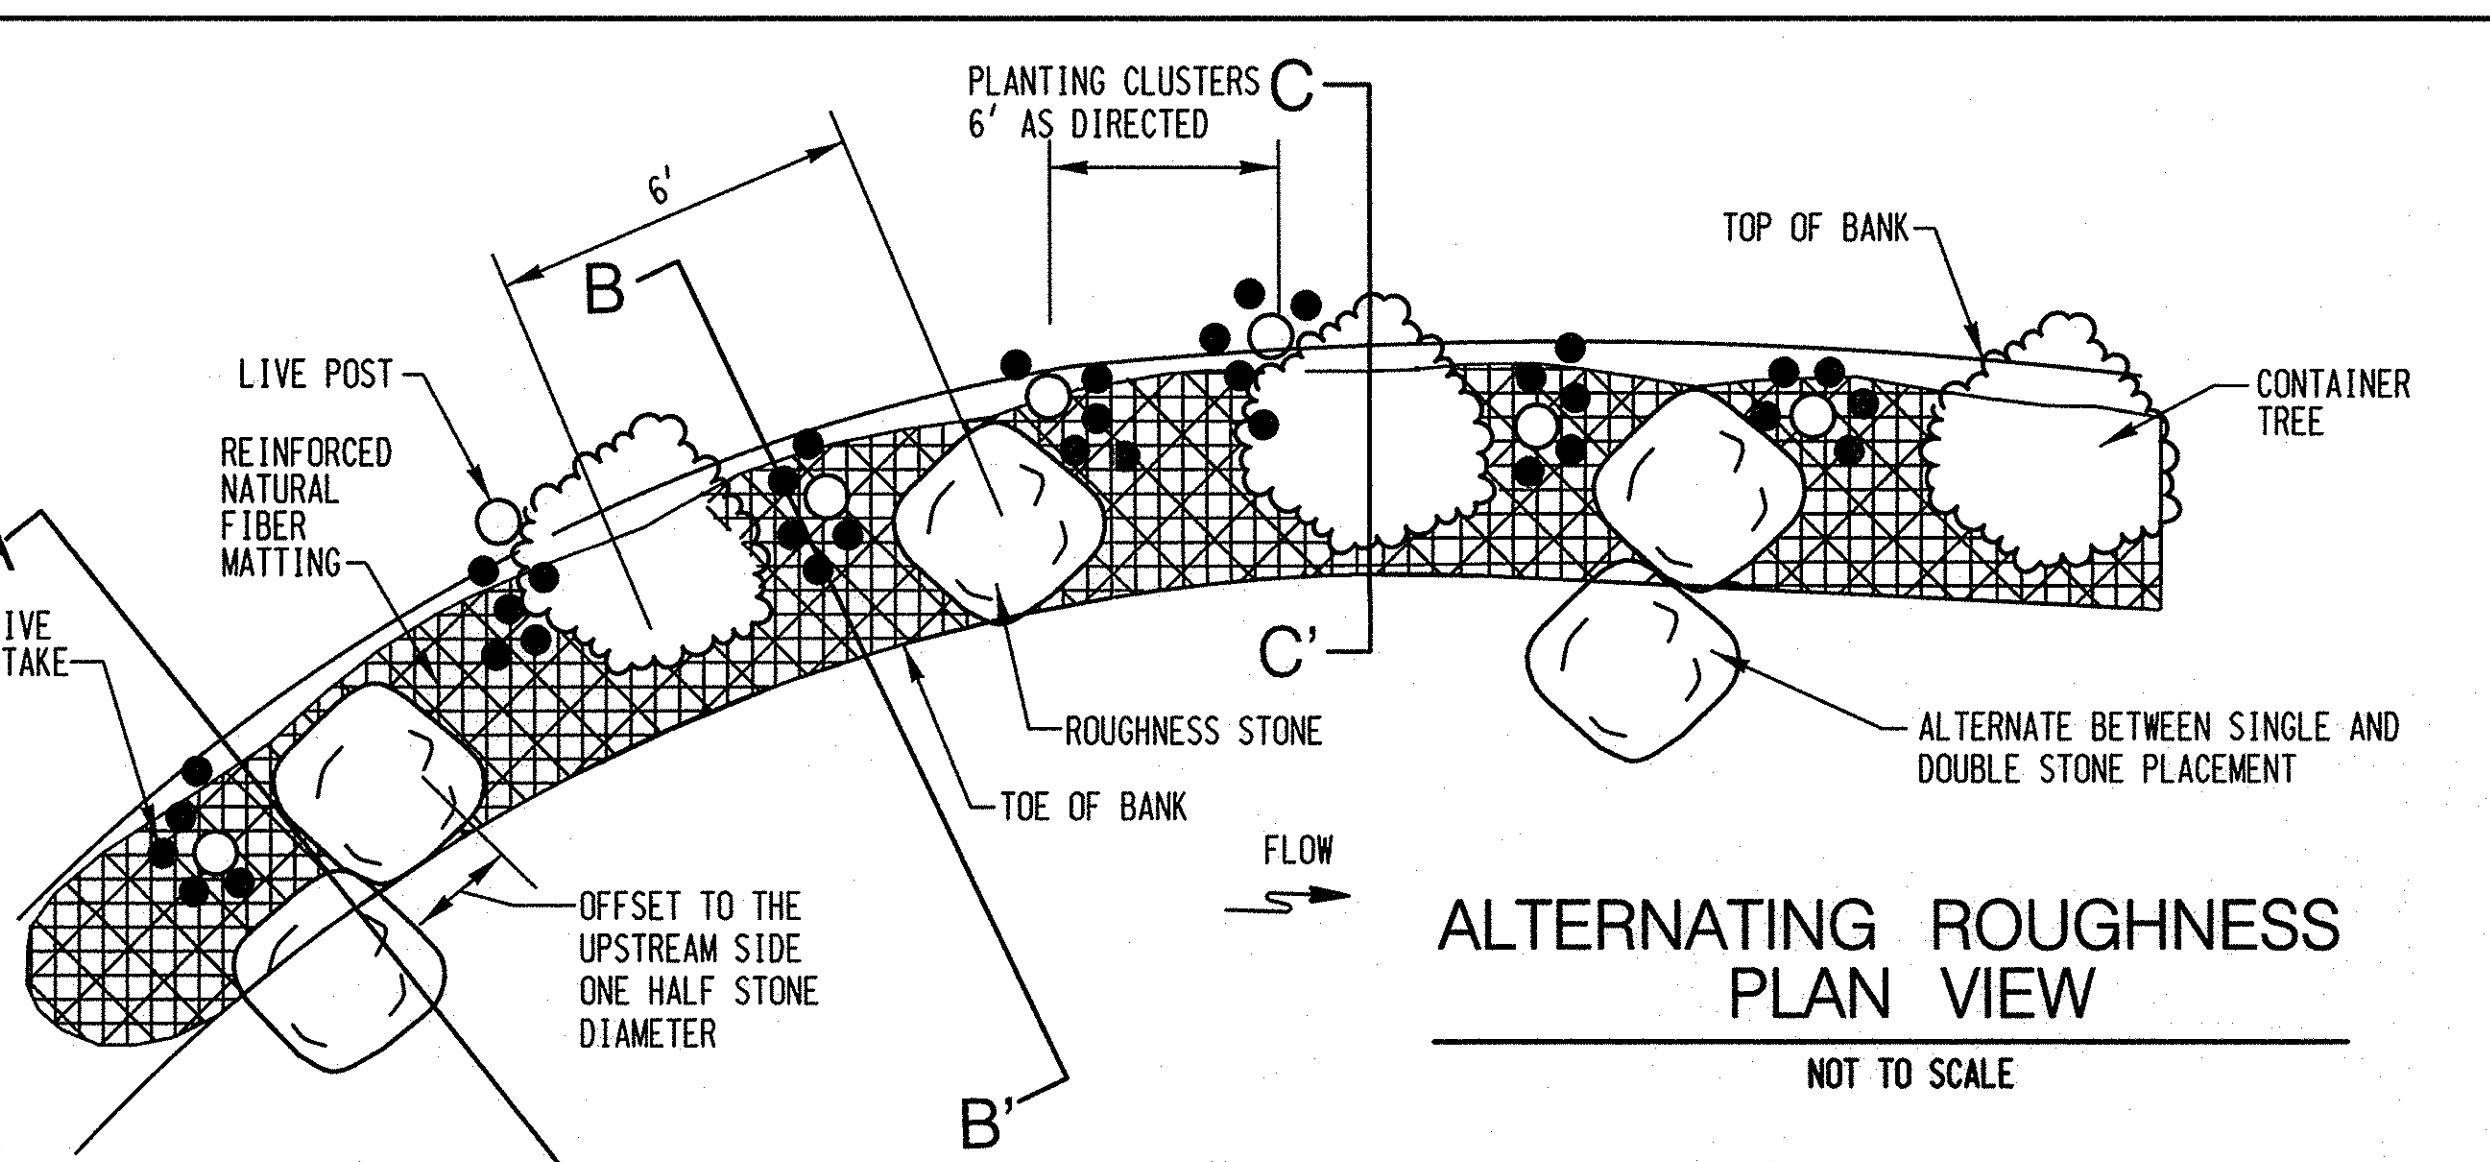 PLANTING CLUSTERS
6' AS DIRECTED
C
6'
B
TOP OF BANK
LIVE POST
CONTAINER
TREE
REINFORCED
NATURAL
FIBER
MATTING
A
IVE
TAKE
C'
ROUGHNESS STONE
ALTERNATE BETWEEN SINGLE AND
DOUBLE STONE PLACEMENT
TOE OF BANK
FLOW
OFFSET TO THE
UPSTREAM SIDE
ONE HALF STONE
DIAMETER
ALTERNATING ROUGHNESS
PLAN VIEW
NOT TO SCALE
B'